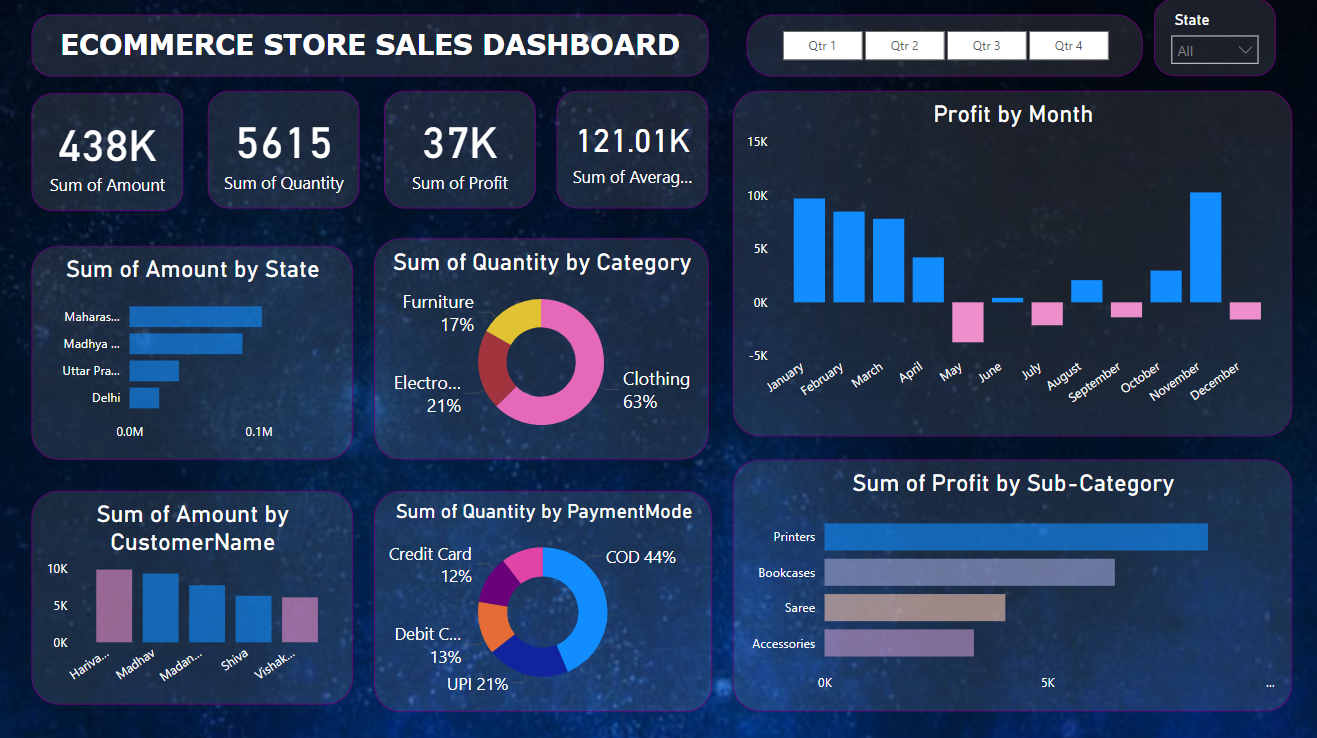 ECOMMERCE STORE SALES DASHBOARD
Qtr 1
Qtr 2
Qtr 3
Qtr 4
State
All
438K
Sum of Amount
5615
Sum of Quantity
37K
Sum of Profit
121.01K
Sum of Averag...
Profit by Month
15K
10K
5K
0K
-5K
January
February
March
April
May
June
July
August
September
October
November
December
Sum of Amount by State
Maharas...
Madhya ...
Uttar Pra...
Delhi
0.0M
0.1M
Sum of Quantity by Category
Furniture
17%
Electro...
21%
Clothing
63%
Sum of Amount by
CustomerName
10K
5K
0K
Hariva...
Madhav
Madan...
Shiva
Vishak...
Sum of Quantity by PaymentMode
Credit Card
12%
COD 44%
Debit C...
13%
UPI 21%
Sum of Profit by Sub-Category
Printers
Bookcases
Saree
Accessories
0K
5K
...